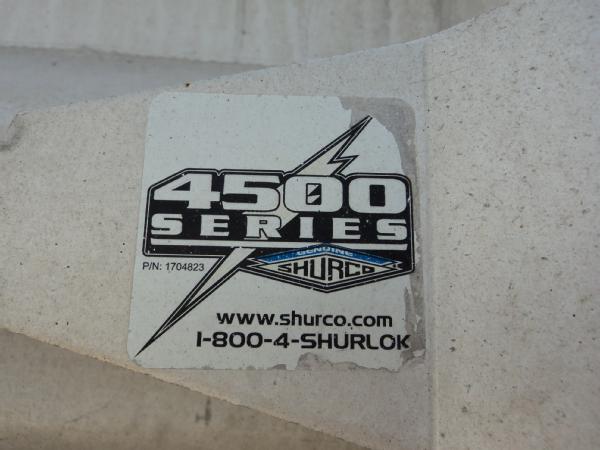 4500
SERIES
GENUINE
SHURCO
P/N: 1704823
www.shurco.com
1-800-4-SHURLOK